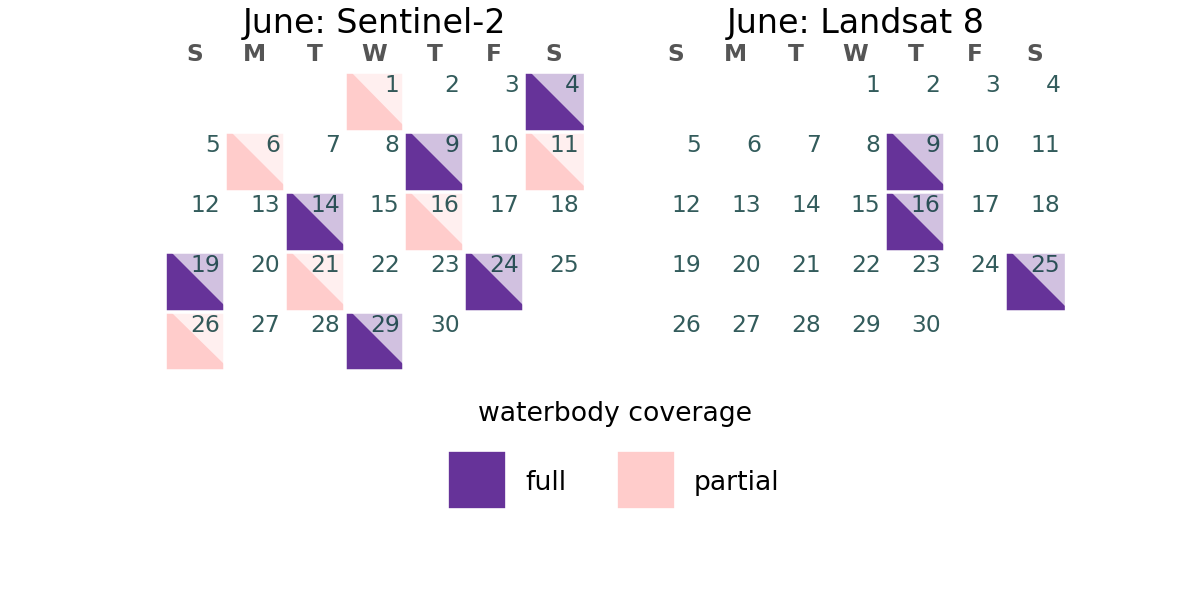 June: Sentinel-2
S M T W T F S
1 2 3 4
5 6 7 8 9 10 11
12 13 14 15 16 17 18
19 20 21 22 23 24 25
26 27 28 29 30
June: Landsat 8
S M T W T F S
1 2 3 4
5 6 7 8 9 10 11
12 13 14 15 16 17 18
19 20 21 22 23 24 25
26 27 28 29 30
waterbody coverage
full
partial